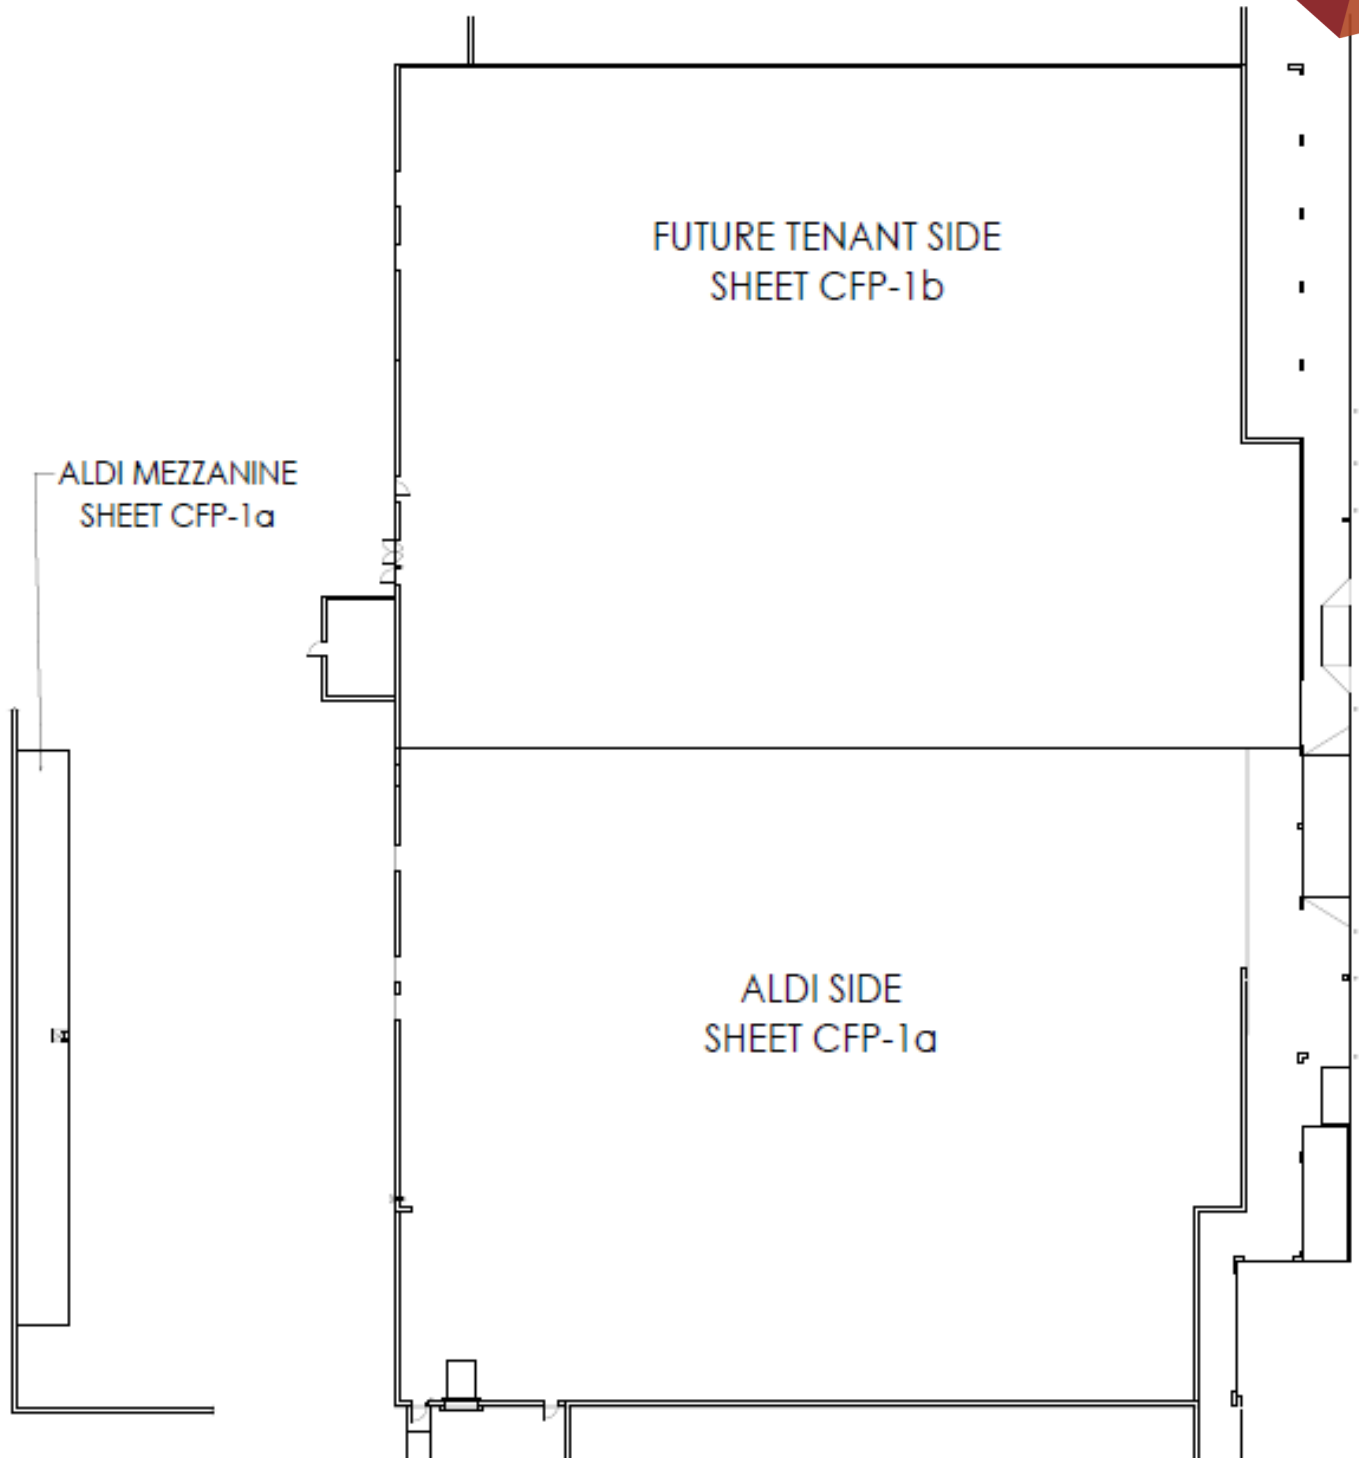 FUTURE TENANT SIDE
SHEET CFP-1b
ALDI MEZZANINE
SHEET CFP-1a
ALDI SIDE
SHEET CFP-1a